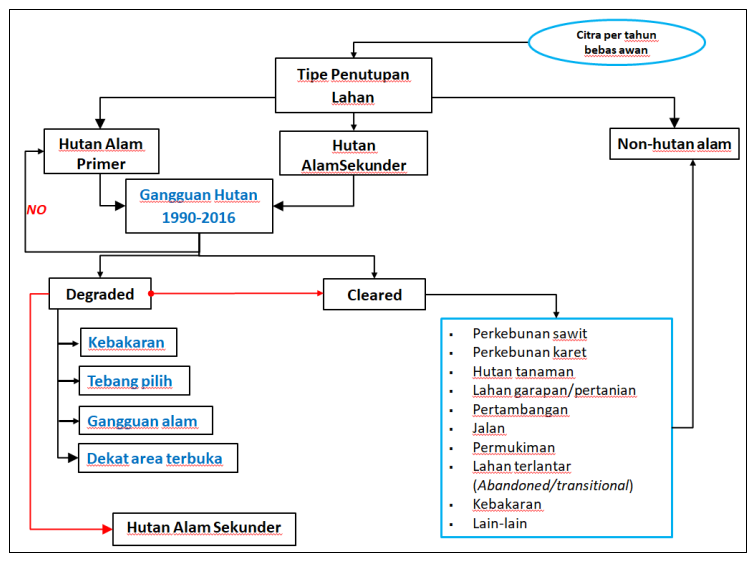 Citra per tahun
bebas awan
Tipe Penutupan
Lahan
Hutan Alam
Primer
Hutan
AlamSekunder
Non-hutan alam
Gangguan Hutan
1990-2016
NO
Degraded
Cleared
Kebakaran
Tebang pilih
Gangguan alam
Dekat area terbuka
Hutan Alam Sekunder
▪ Perkebunan sawit
▪ Perkebunan karet
▪ Hutan tanaman
▪ Lahan garapan/pertanian
▪ Pertambangan
▪ Jalan
▪ Permukiman
▪ Lahan terlantar
(Abandoned/transitional)
▪ Kebakaran
▪ Lain-lain